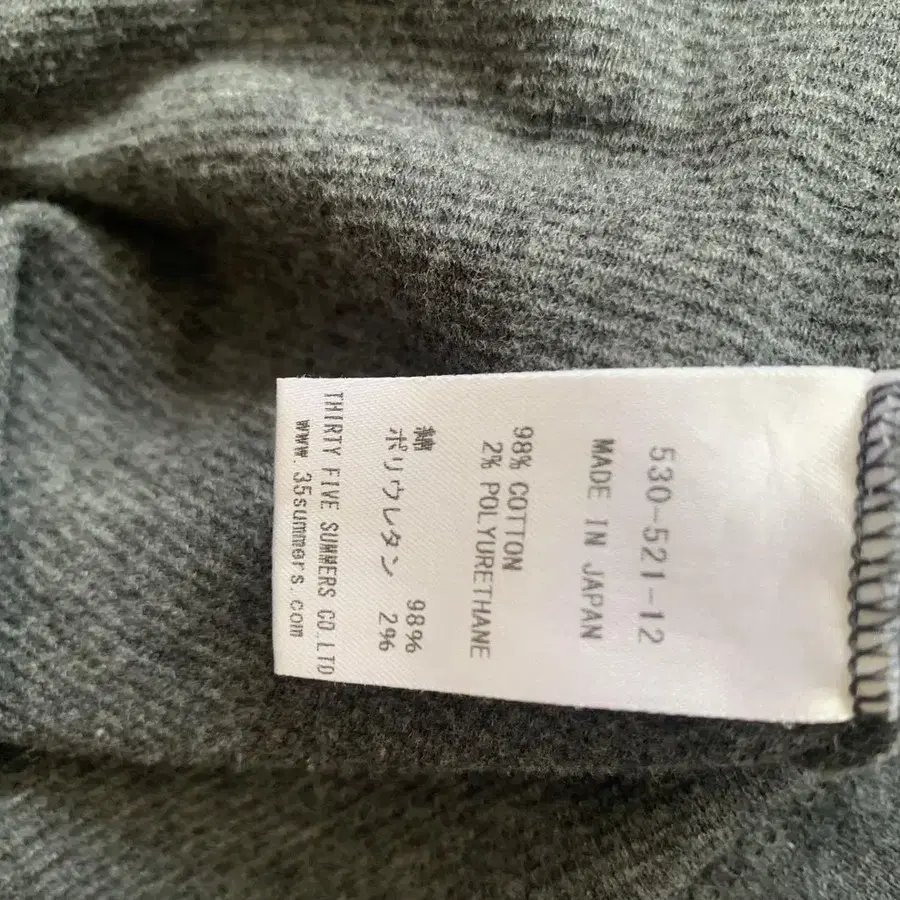 530-521-12
MADE IN JAPAN
98% COTTON
2% POLYURETHANE
綿 98%
ポリウレタン 2%
THIRTY FIVE SUMMERS CO.LTD
www.35summers.com